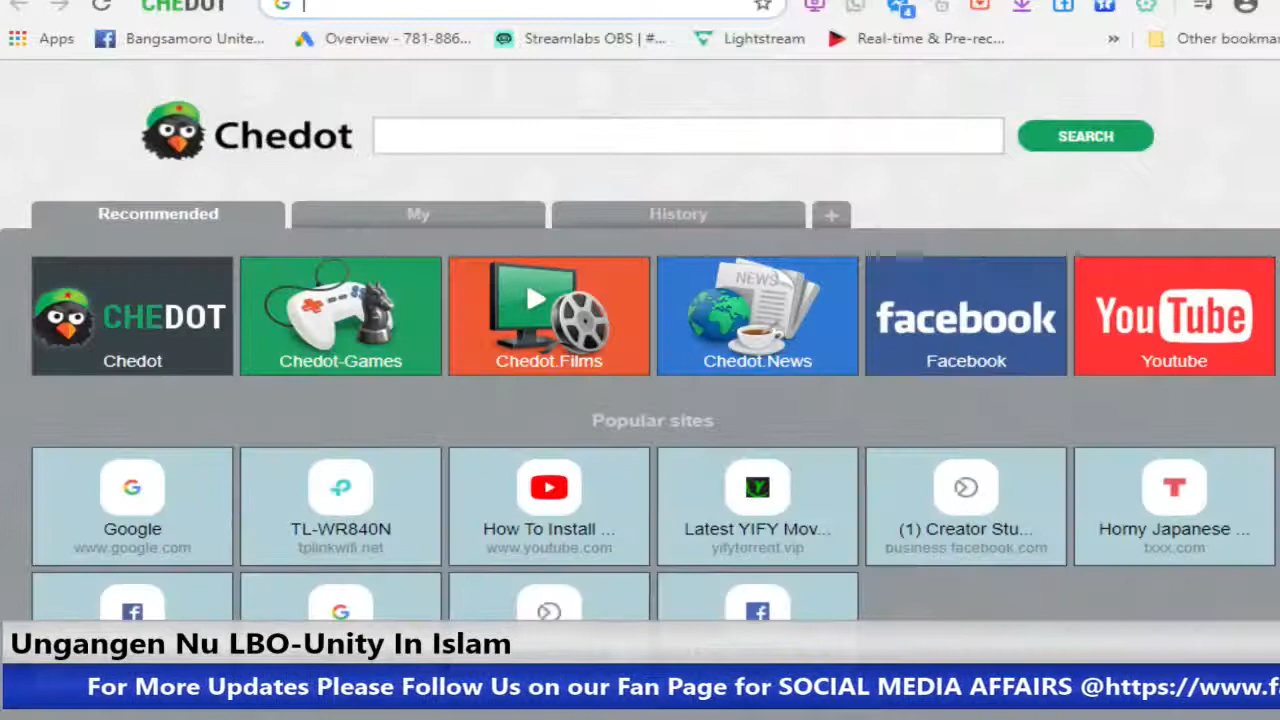 CHEDOT
Apps Bangsamoro Unite... Overview - 781-886... Streamlabs OBS | #... Lightstream Real-time & Pre-rec... » Other bookmar
Chedot SEARCH
Recommended My History +
NEWS
CHEDOT facebook YouTube
Chedot Chedot-Games Chedot.Films Chedot.News Facebook Youtube
Popular sites
Google TL-WR840N How To Install ... Latest YIFY Mov... (1) Creator Stu... Horny Japanese ...
www.google.com tplinkwifi.net www.youtube.com yifytorrent.vip business.facebook.com txxx.com
Ungangen Nu LBO-Unity In Islam
For More Updates Please Follow Us on our Fan Page for SOCIAL MEDIA AFFAIRS @https://www.f